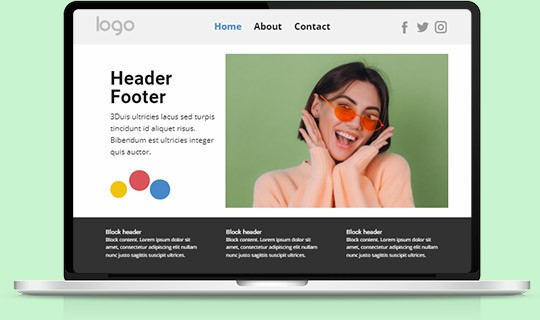 logo
Home About Contact
Header
Footer
3Duis ultricies lacus sed turpis
tincidunt id aliquet risus.
Bibendum est ultricies integer
quis auctor.
Block header
Block content. Lorem ipsum dolor sit
amet, consectetur adipiscing elit nullam
nunc justo sagittis suscipit ultrices.
Block header
Block content. Lorem ipsum dolor sit
amet, consectetur adipiscing elit nullam
nunc justo sagittis suscipit ultrices.
Block header
Block content. Lorem ipsum dolor sit
amet, consectetur adipiscing elit nullam
nunc justo sagittis suscipit ultrices.